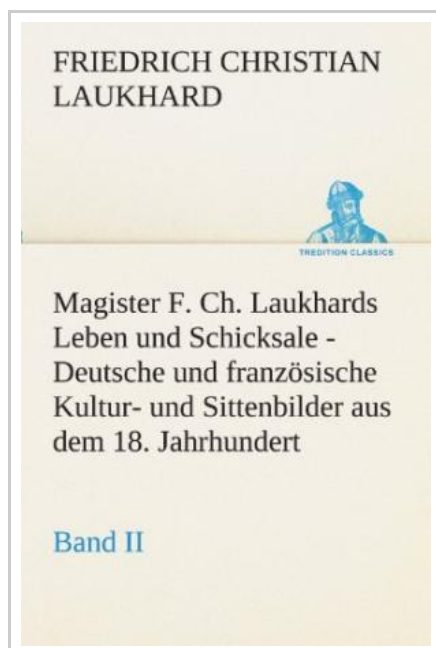 FRIEDRICH CHRISTIAN
LAUKHARD
TREDITION CLASSICS
Magister F. Ch. Laukhards
Leben und Schicksale -
Deutsche und französische
Kultur- und Sittenbilder aus
dem 18. Jahrhundert
Band II